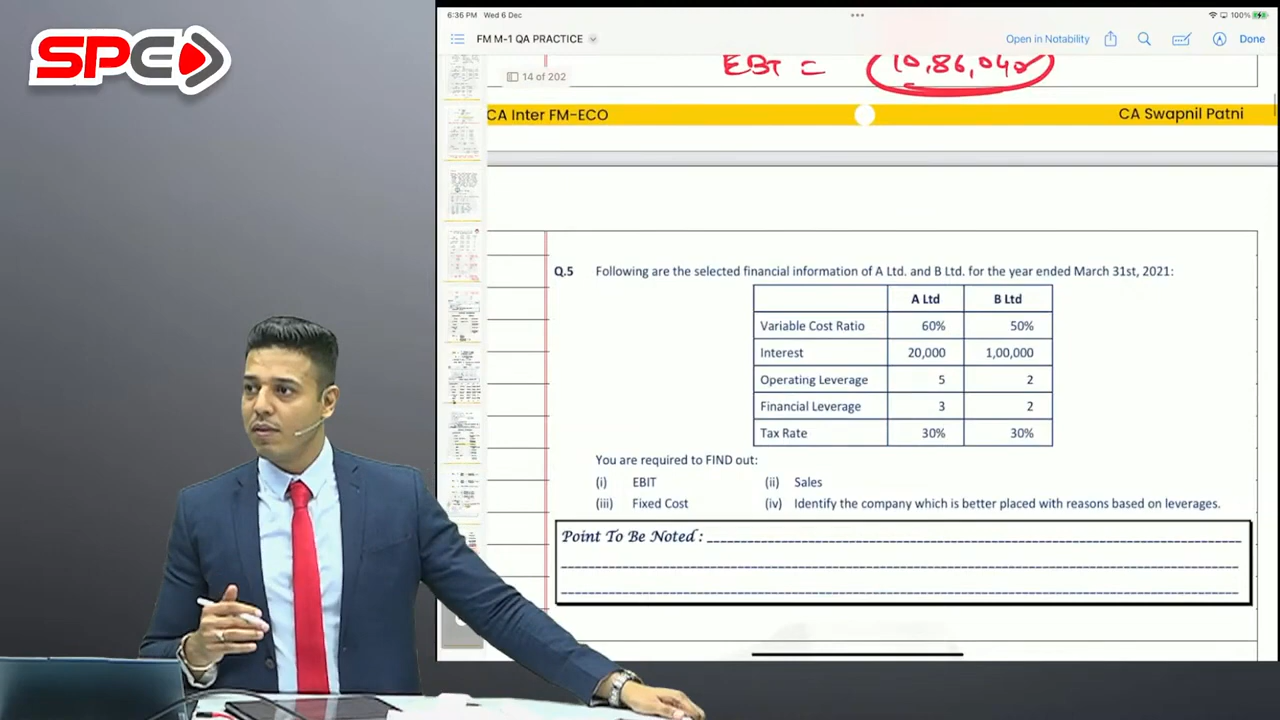 SPC
6:36 PM Wed 6 Dec
100%
FM M-1 QA PRACTICE
Open in Notability
Done
14 of 202
EBT = 10,86,040
CA Inter FM-ECO
CA Swapnil Patni
Q.5 Following are the selected financial information of A Ltd. and B Ltd. for the year ended March 31st, 2021:
A Ltd B Ltd
Variable Cost Ratio 60% 50%
Interest 20,000 1,00,000
Operating Leverage 5 2
Financial Leverage 3 2
Tax Rate 30% 30%
You are required to FIND out:
(i) EBIT (ii) Sales
(iii) Fixed Cost (iv) Identify the company which is better placed with reasons based on leverages.
Point To Be Noted :